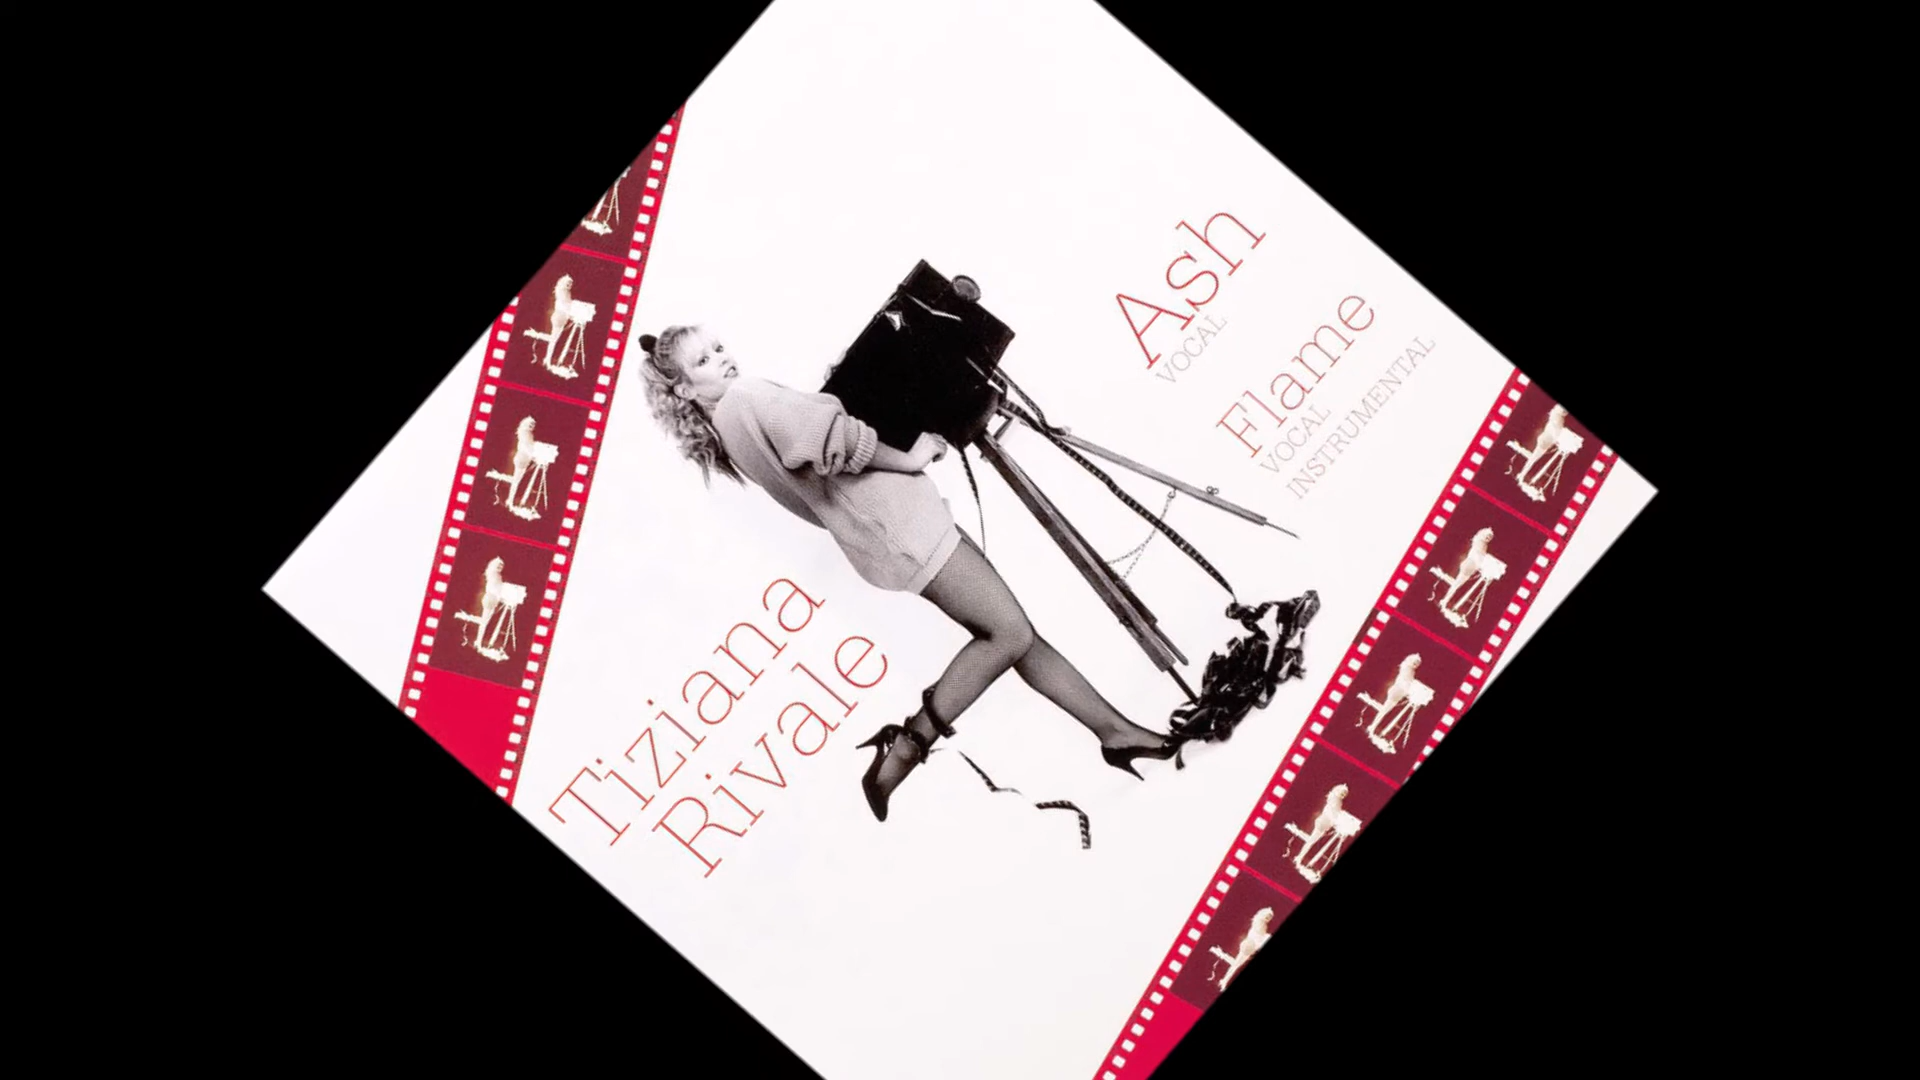 Ash
VOCAL
Flame
VOCAL
INSTRUMENTAL
Tiziana
Rivale